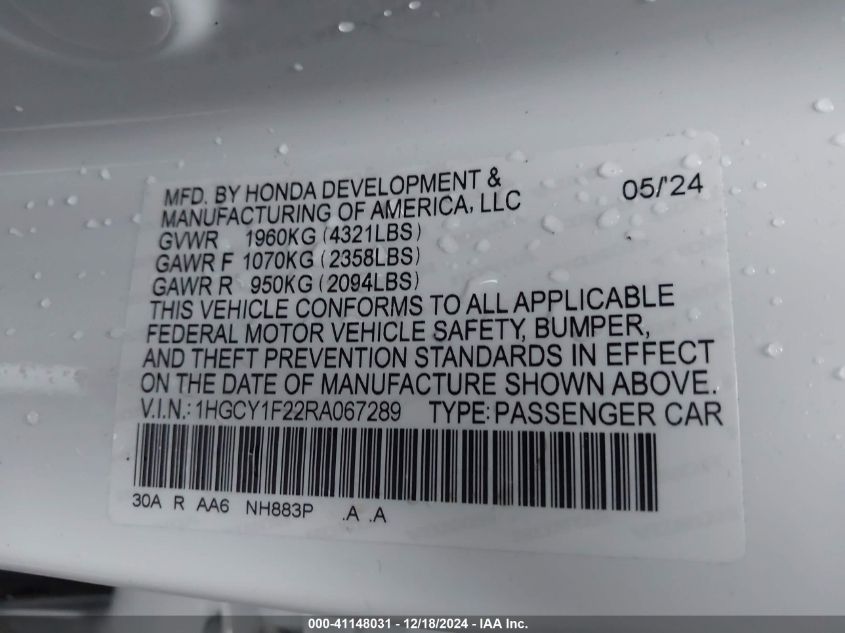 MFD. BY HONDA DEVELOPMENT & 05/'24
MANUFACTURING OF AMERICA, LLC
GVWR 1960KG (4321LBS)
GAWR F 1070KG (2358LBS)
GAWR R 950KG (2094LBS)
THIS VEHICLE CONFORMS TO ALL APPLICABLE
FEDERAL MOTOR VEHICLE SAFETY, BUMPER,
AND THEFT PREVENTION STANDARDS IN EFFECT
ON THE DATE OF MANUFACTURE SHOWN ABOVE.
V.I.N.: 1HGCY1F22RA067289 TYPE: PASSENGER CAR
30A R AA6 NH883P .A .A
000-41148031 - 12/18/2024 - IAA Inc.